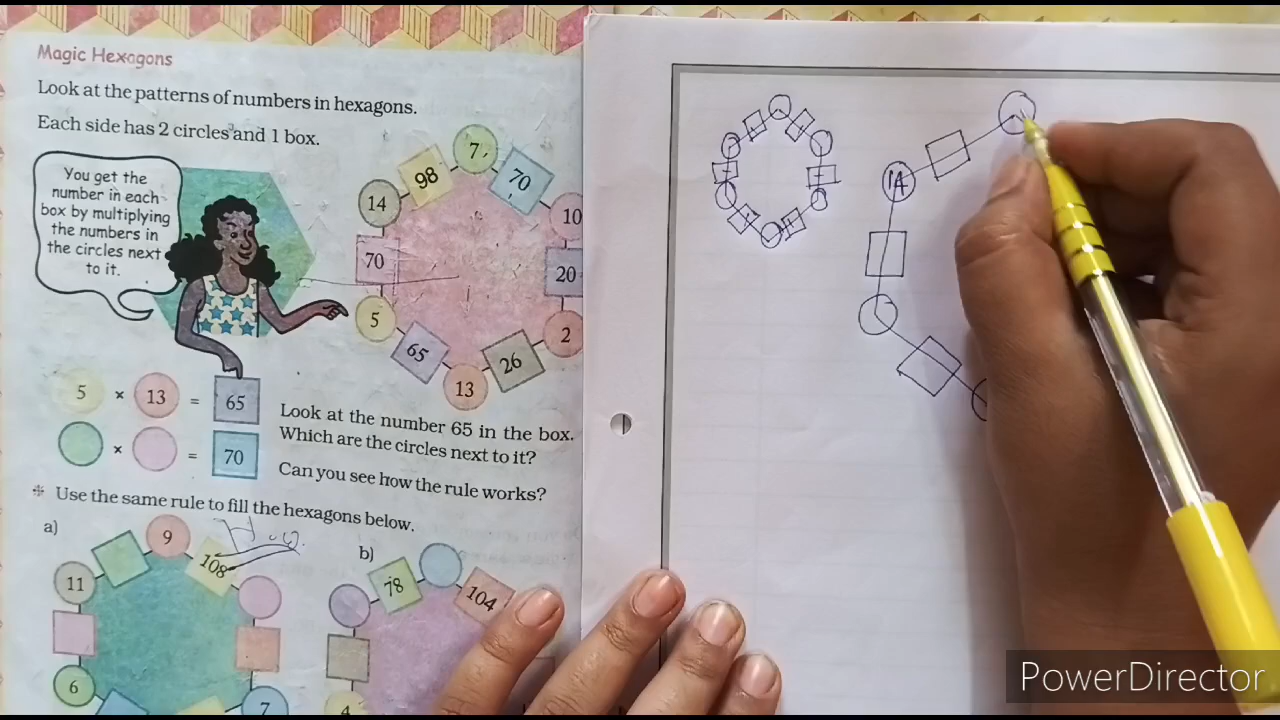 Magic Hexagons
Look at the patterns of numbers in hexagons.
Each side has 2 circles and 1 box.
You get the
number in each
box by multiplying
the numbers in
the circles next
to it.
7
98
70
14
10
70
20
5
2
65
26
13
5 × 13 = 65
× = 70
Look at the number 65 in the box.
Which are the circles next to it?
Can you see how the rule works?
* Use the same rule to fill the hexagons below.
a)
9
108
11
6
7
b)
78
104
4
14
PowerDirector